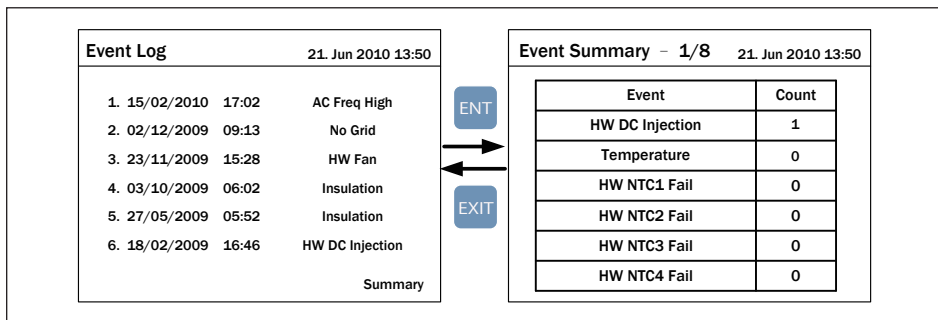 Event Log 21. Jun 2010 13:50
1. 15/02/2010 17:02 AC Freq High
2. 02/12/2009 09:13 No Grid
3. 23/11/2009 15:28 HW Fan
4. 03/10/2009 06:02 Insulation
5. 27/05/2009 05:52 Insulation
6. 18/02/2009 16:46 HW DC Injection
Summary
ENT
EXIT
Event Summary – 1/8 21. Jun 2010 13:50
Event Count
HW DC Injection 1
Temperature 0
HW NTC1 Fail 0
HW NTC2 Fail 0
HW NTC3 Fail 0
HW NTC4 Fail 0